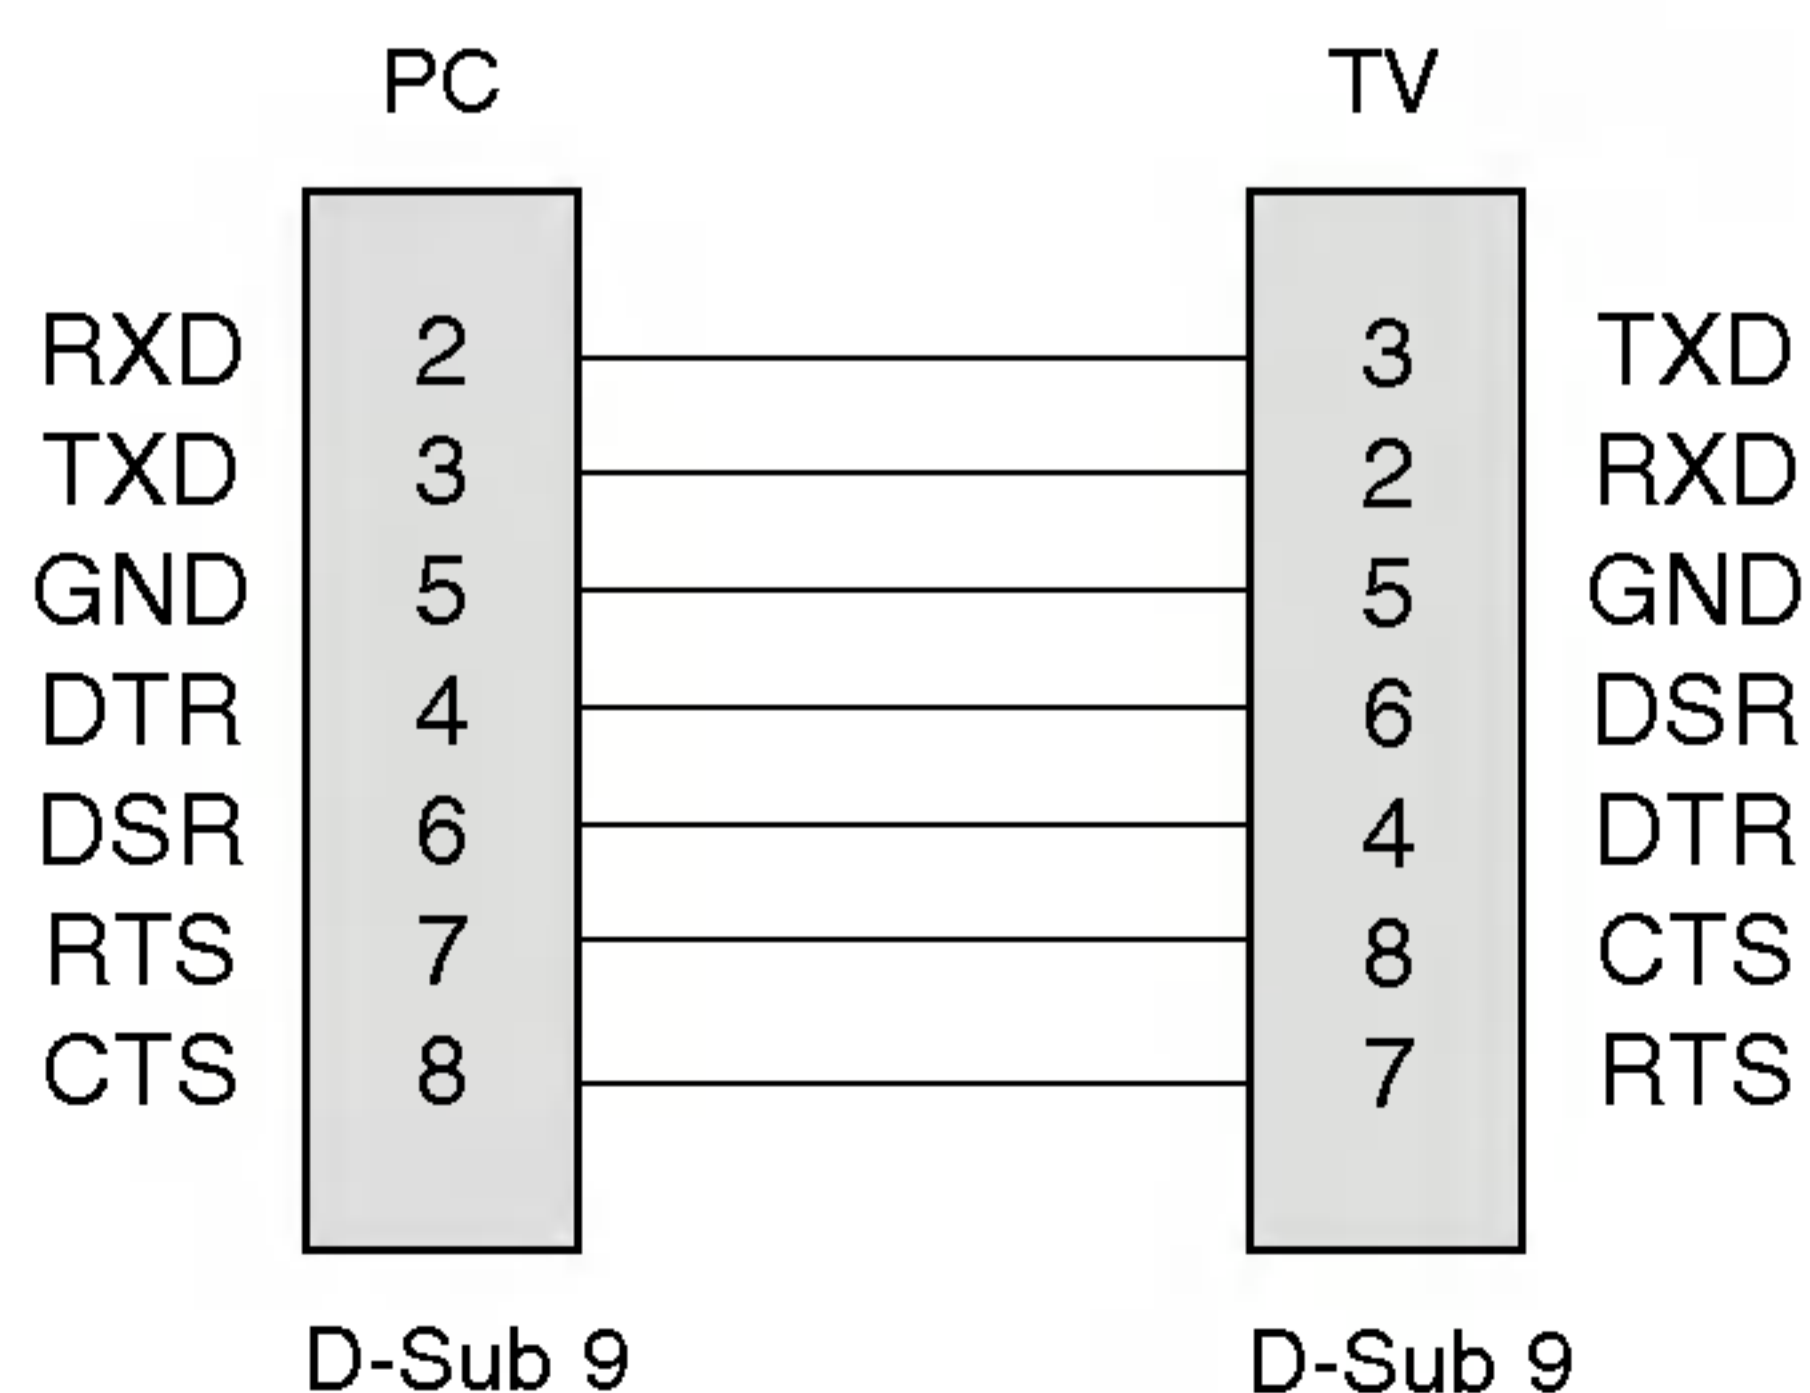 PC TV
RXD 2 3 TXD
TXD 3 2 RXD
GND 5 5 GND
DTR 4 6 DSR
DSR 6 4 DTR
RTS 7 8 CTS
CTS 8 7 RTS
D-Sub 9 D-Sub 9